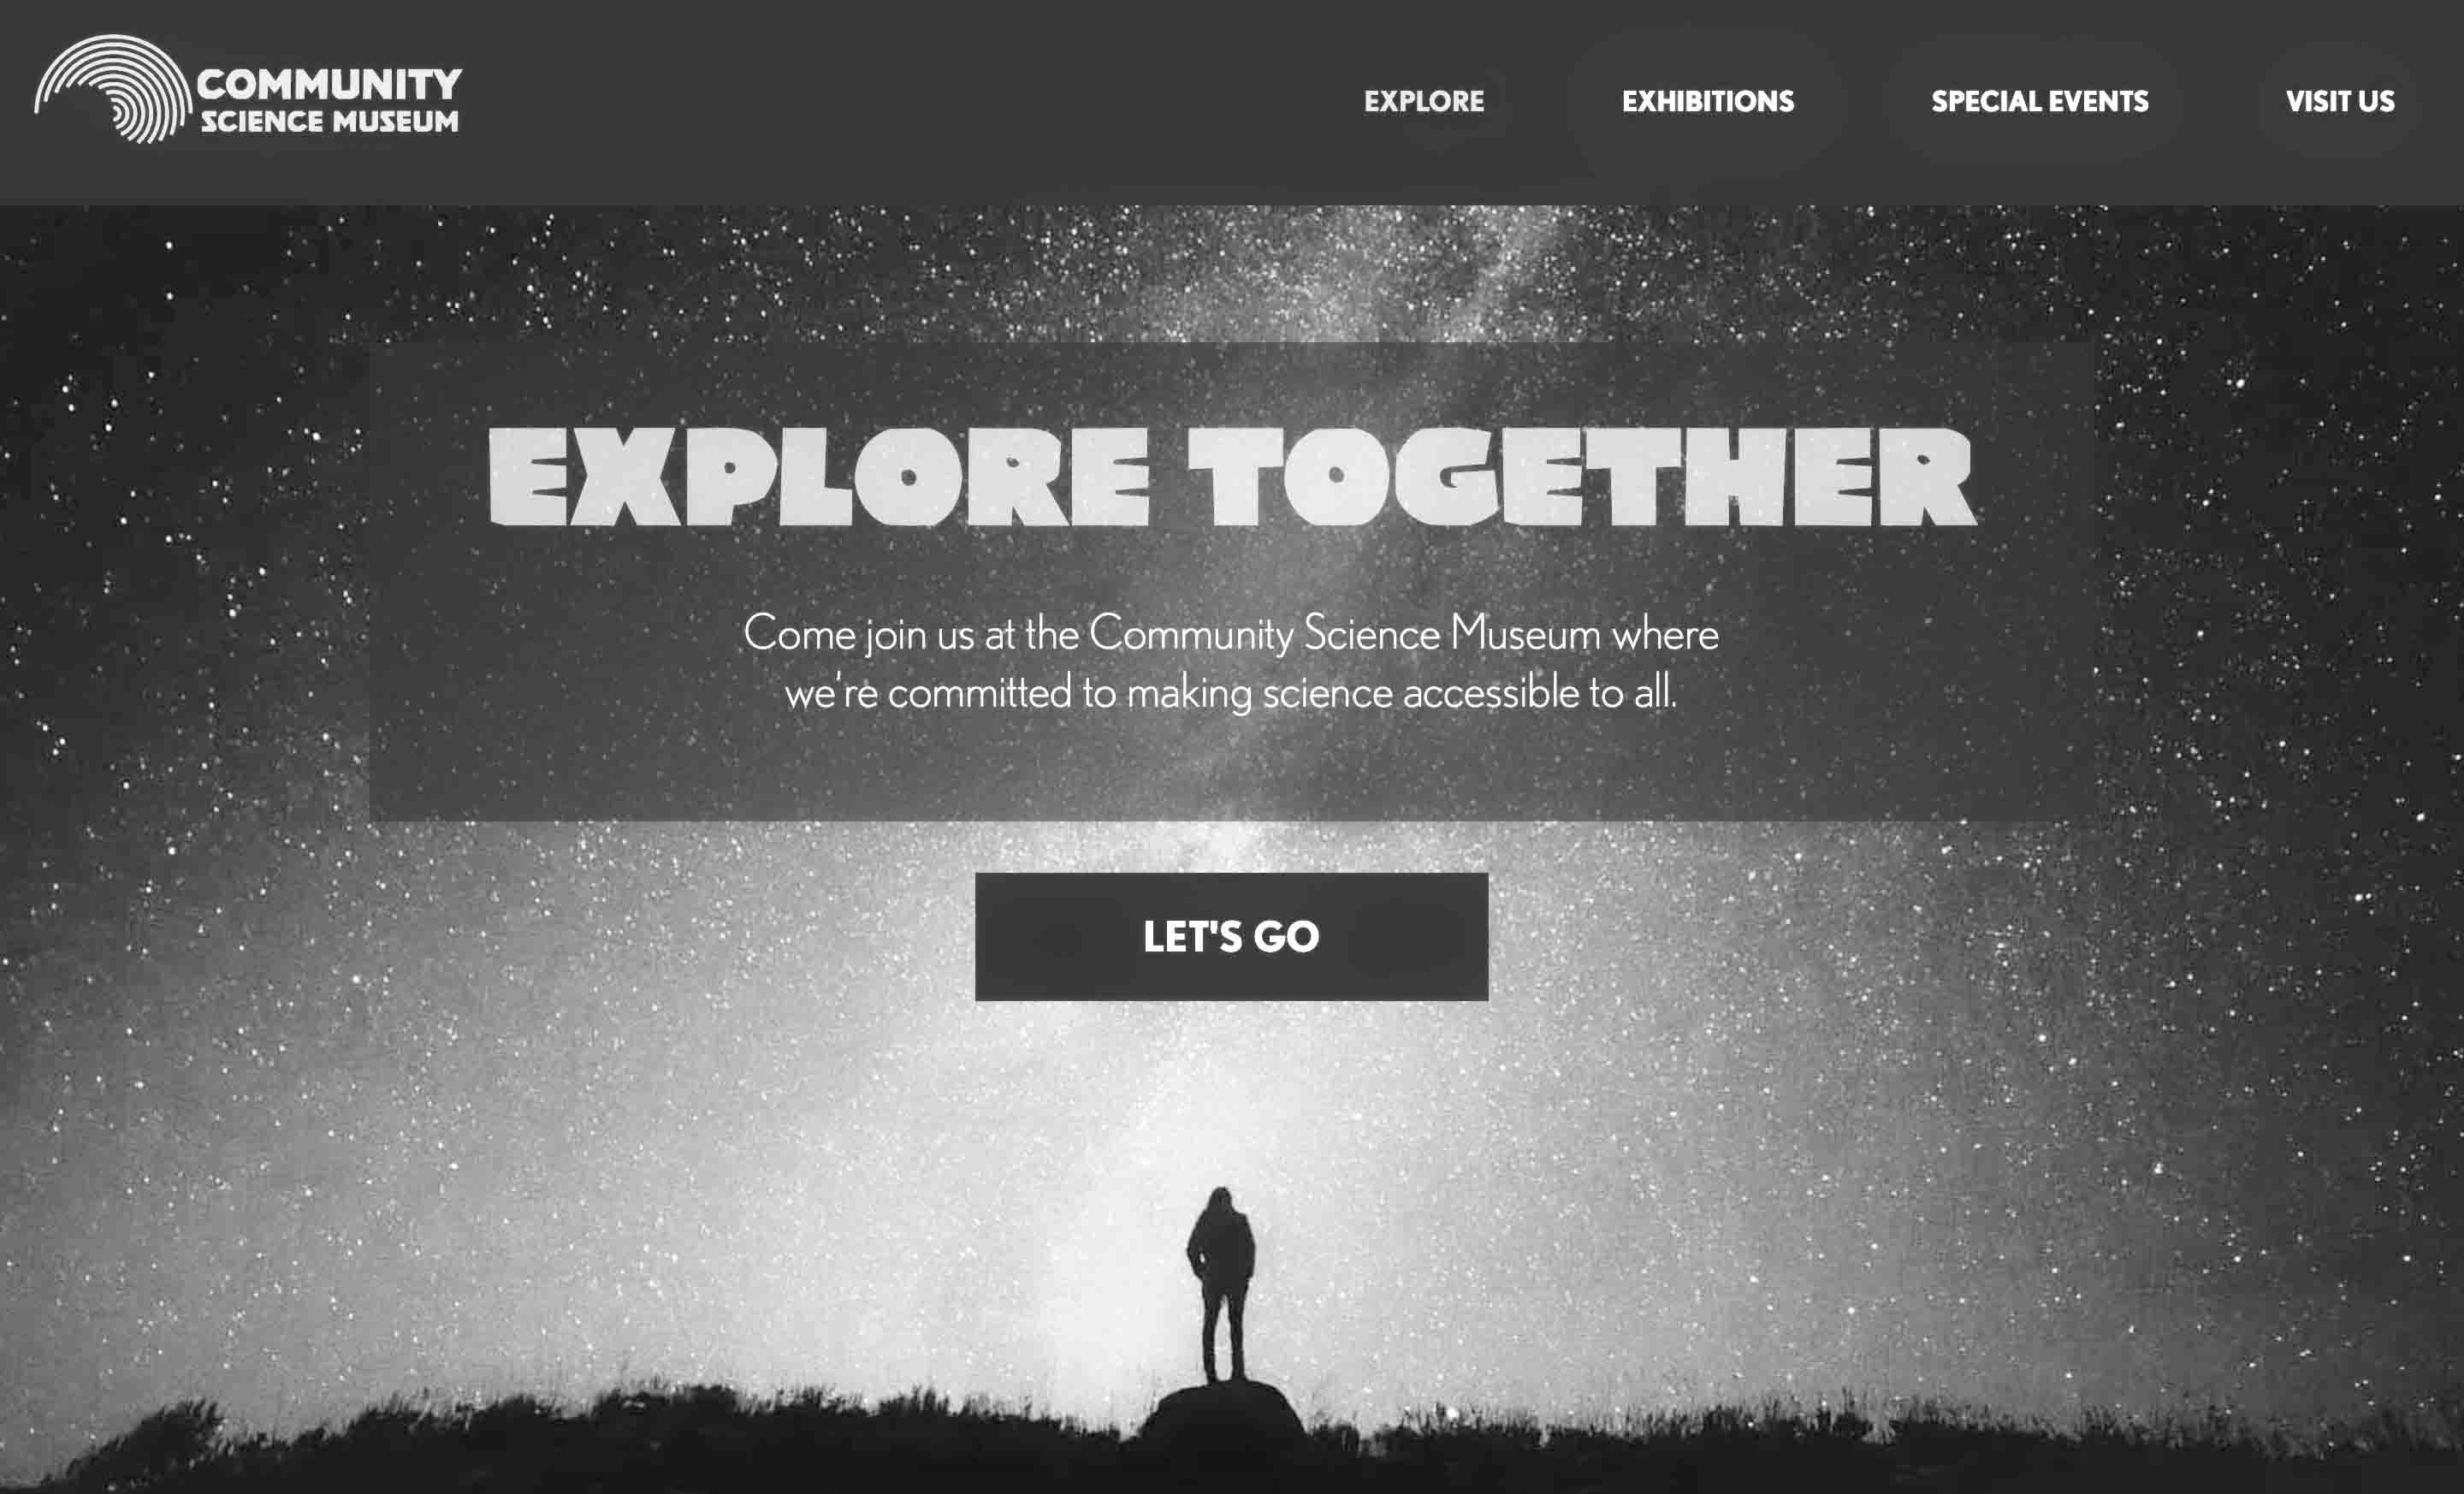 COMMUNITY
SCIENCE MUSEUM
EXPLORE
EXHIBITIONS
SPECIAL EVENTS
VISIT US
EXPLORE TOGETHER
Come join us at the Community Science Museum where
we're committed to making science accessible to all.
LET'S GO